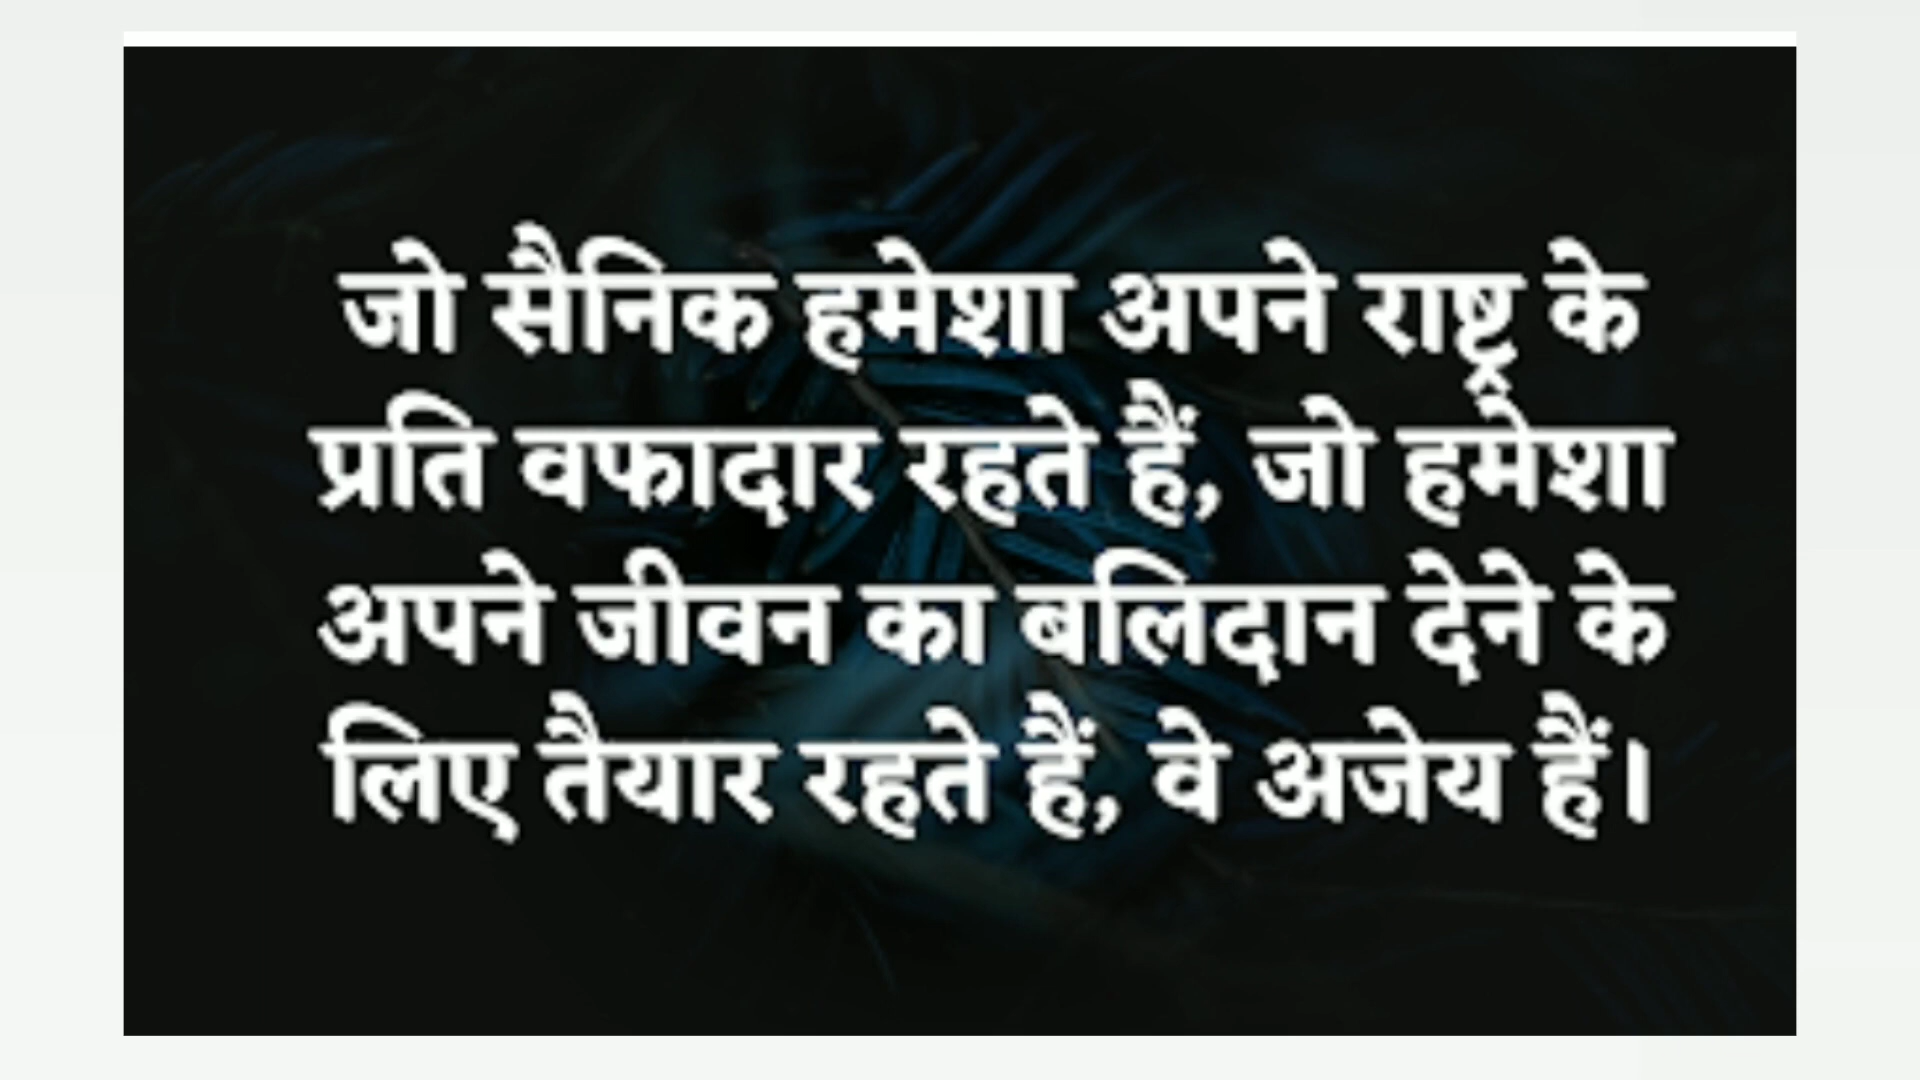 जो सैनिक हमेशा अपने राष्ट्र के
प्रति वफादार रहते हैं, जो हमेशा
अपने जीवन का बलिदान देने के
लिए तैयार रहते हैं, वे अजेय हैं।